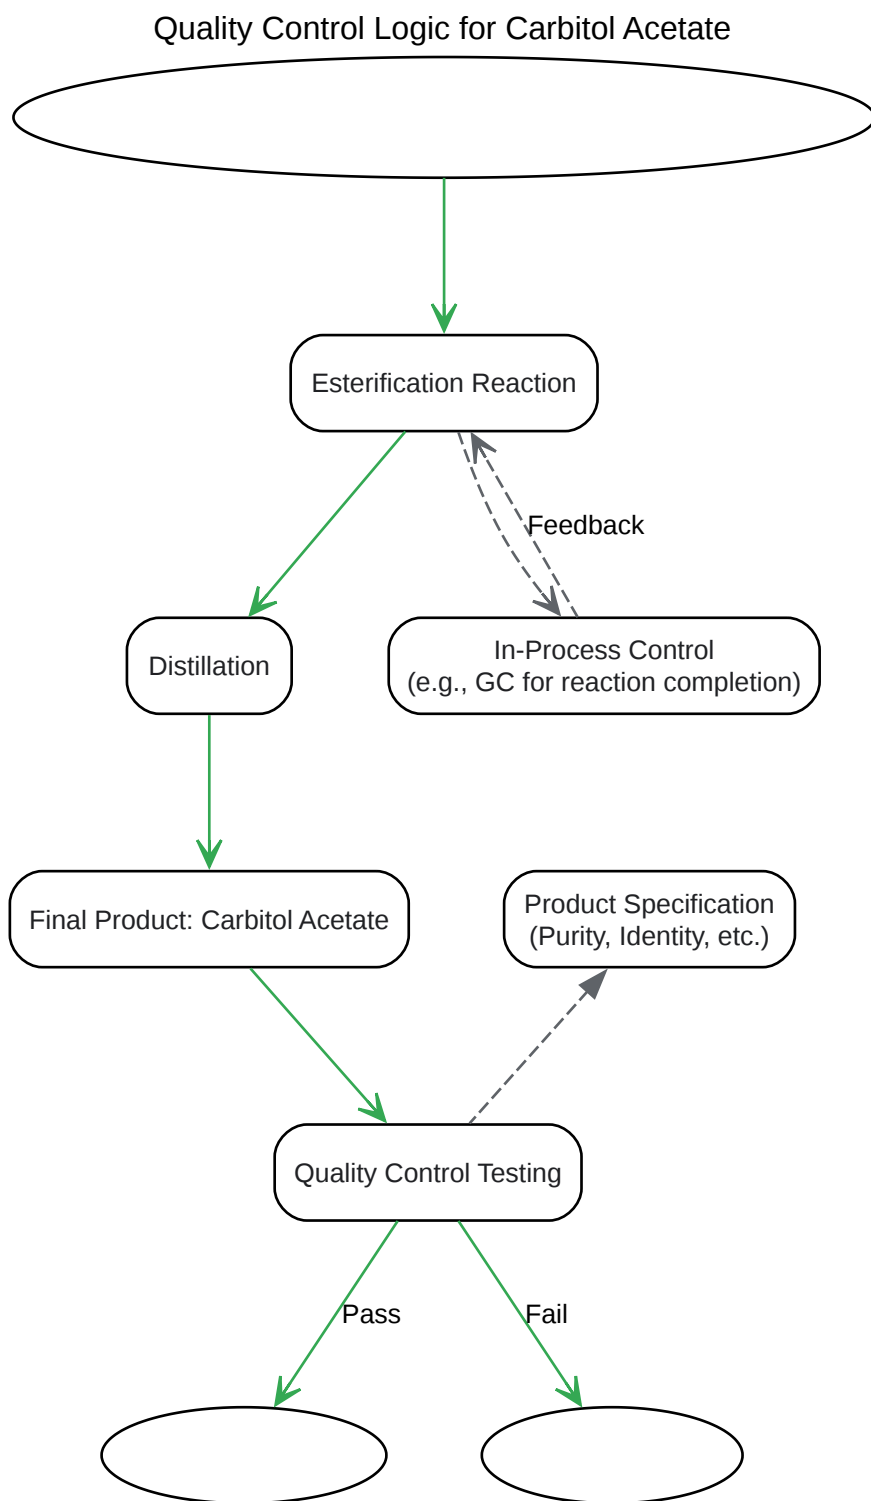 Quality Control Logic for Carbitol Acetate
Esterification Reaction
Feedback
Distillation
In-Process Control
(e.g., GC for reaction completion)
Final Product: Carbitol Acetate
Product Specification
(Purity, Identity, etc.)
Quality Control Testing
Pass
Fail